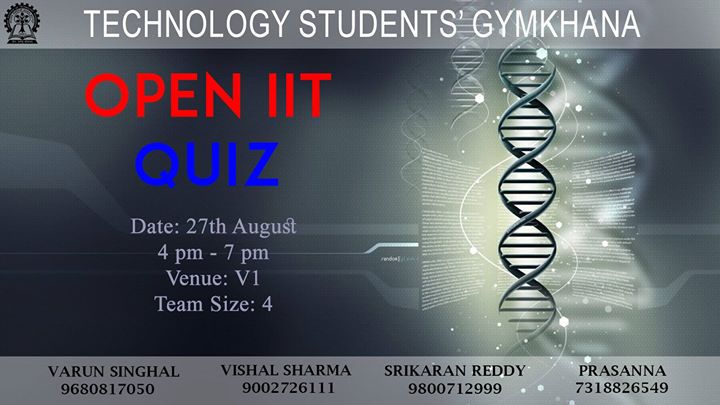 TECHNOLOGY STUDENTS' GYMKHANA
OPEN IIT
QUIZ
Date: 27th August
4 pm - 7 pm
Venue: V1
Team Size: 4
VARUN SINGHAL
9680817050
VISHAL SHARMA
9002726111
SRIKARAN REDDY
9800712999
PRASANNA
7318826549